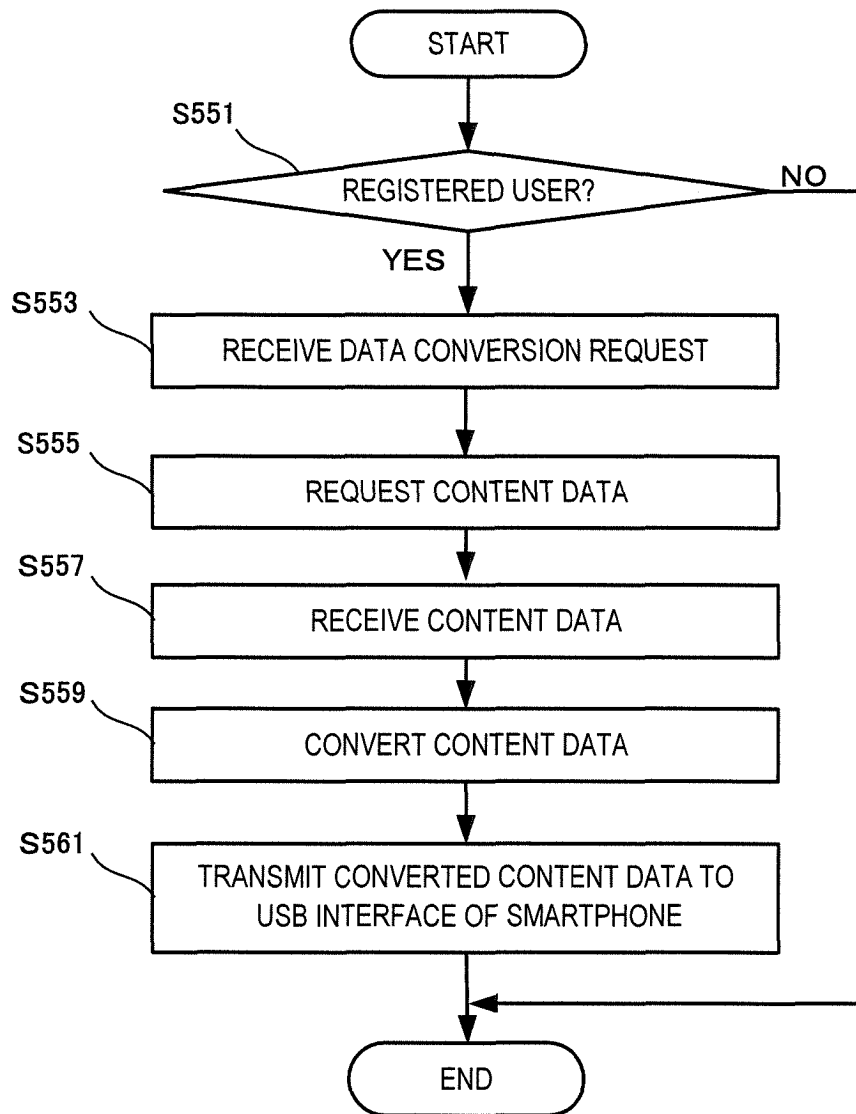 START
S551
REGISTERED USER?
NO
YES
S553
RECEIVE DATA CONVERSION REQUEST
S555
REQUEST CONTENT DATA
S557
RECEIVE CONTENT DATA
S559
CONVERT CONTENT DATA
S561
TRANSMIT CONVERTED CONTENT DATA TO
USB INTERFACE OF SMARTPHONE
END